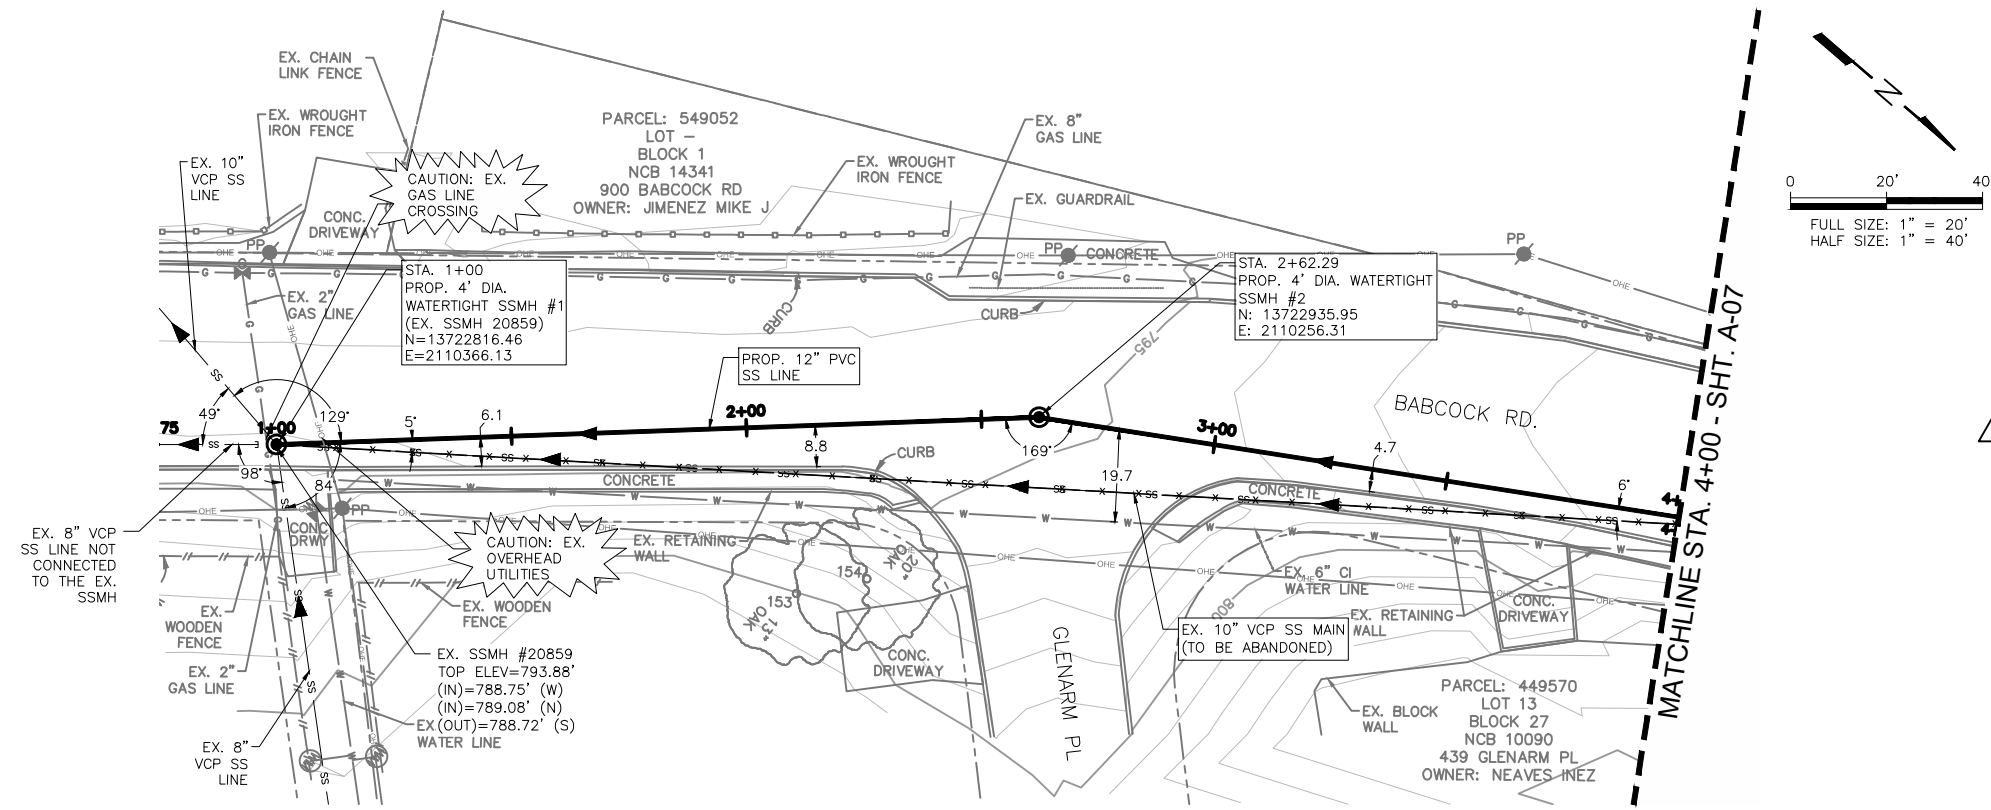 EX. CHAIN
LINK FENCE
EX. WROUGHT
IRON FENCE
EX. 10"
VCP SS
LINE
CAUTION: EX.
GAS LINE
CROSSING
PARCEL: 549052
LOT –
BLOCK 1
NCB 14341
900 BABCOCK RD
OWNER: JIMENEZ MIKE J
EX. WROUGHT
IRON FENCE
EX. 8"
GAS LINE
EX. GUARDRAIL
N
0 20' 40
FULL SIZE: 1" = 20'
HALF SIZE: 1" = 40'
CONC.
DRIVEWAY
PP
PP
CONCRETE
PP
STA. 1+00
PROP. 4' DIA.
WATERTIGHT SSMH #1
(EX. SSMH 20859)
N=13722816.46
E=2110366.13
EX. 2"
GAS LINE
CURB
CURB
STA. 2+62.29
PROP. 4' DIA. WATERTIGHT
SSMH #2
N: 13722935.95
E: 2110256.31
795
PROP. 12" PVC
SS LINE
BABCOCK RD.
MATCHLINE STA. 4+00 - SHT. A-07
75
49°
1+00
129°
5°
6.1
2+00
8.8
CURB
169°
19.7
3+00
4.7
6°
4+
98°
84
CONCRETE
CONCRETE
PP
CONC.
DRWY
EX. 8" VCP
SS LINE NOT
CONNECTED
TO THE EX.
SSMH
CAUTION: EX.
OVERHEAD
UTILITIES
EX. RETAINING
WALL
154
20"
OAK
153
13"
OAK
EX. 6" CI
WATER LINE
800
EX. RETAINING
WALL
CONC.
DRIVEWAY
EX.
WOODEN
FENCE
EX. WOODEN
FENCE
EX. 10" VCP SS MAIN
(TO BE ABANDONED)
EX. 2"
GAS LINE
EX. SSMH #20859
TOP ELEV=793.88'
(IN)=788.75' (W)
(IN)=789.08' (N)
(OUT)=788.72' (S)
EX.
WATER LINE
CONC.
DRIVEWAY
GLENARM PL
EX. BLOCK
WALL
PARCEL: 449570
LOT 13
BLOCK 27
NCB 10090
439 GLENARM PL
OWNER: NEAVES INEZ
EX. 8"
VCP SS
LINE